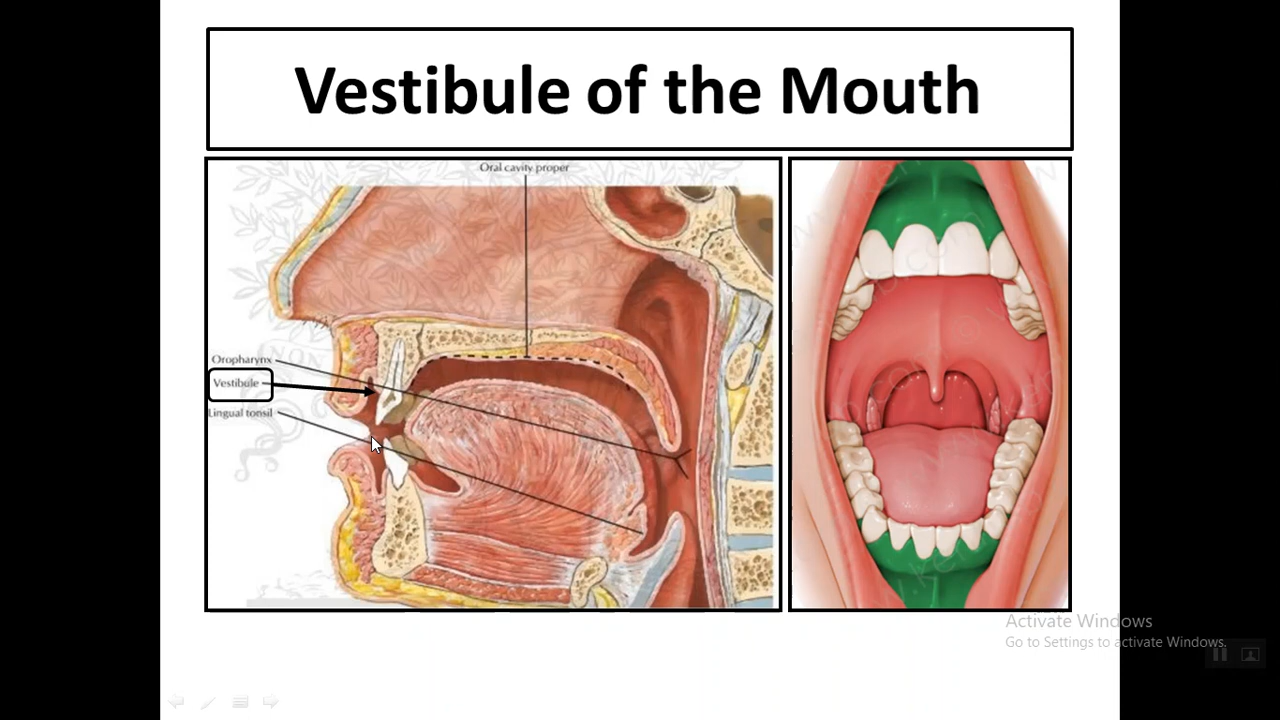 Vestibule of the Mouth
Oral cavity proper
Oropharynx
Vestibule
Lingual tonsil
Activate Windows
Go to Settings to activate Windows.